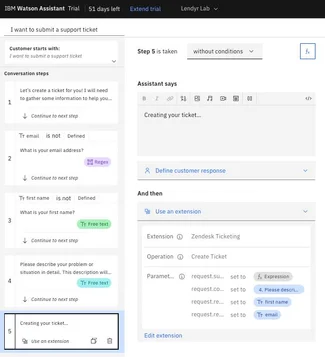 IBM Watson Assistant Trial 51 days left Extend trial Lendyr Lab
I want to submit a support ticket
Customer starts with:
I want to submit a support ticket
Conversation steps
1
Let's create a ticket for you! I will need
to gather some information to help you...
Continue to next step
2
email is not Defined
What is your email address?
Regex
Continue to next step
3
first name is not Defined
What is your first name?
Free text
Continue to next step
4
Please describe your problem or
situation in detail. This description will...
Free text
Continue to next step
5
Creating your ticket...
Use an extension
Step 5 is taken without conditions
Assistant says
B I
Creating your ticket...
Define customer response
And then
Use an extension
Extension Zendesk Ticketing
Operation Create Ticket
Paramet... request.su... set to Expression
request.co... set to 4. Please descri...
request.re... set to first name
request.re... set to email
Edit extension